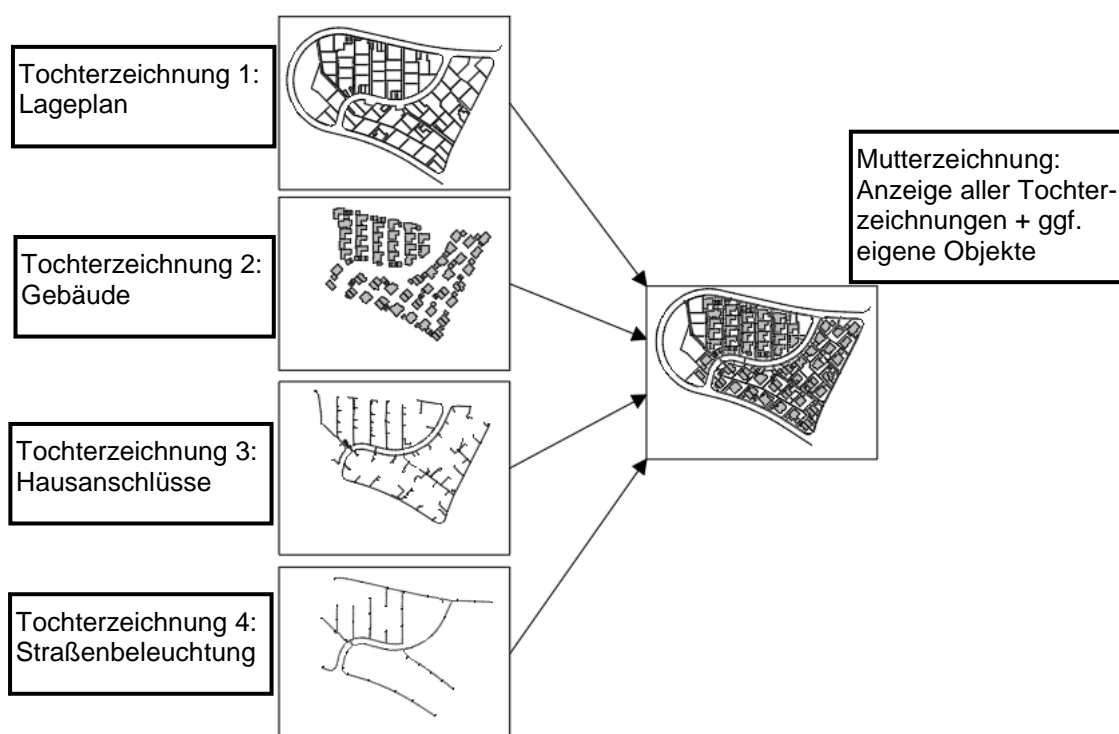 Tochterzeichnung 1:
Lageplan
Mutterzeichnung:
Anzeige aller Tochter-
zeichnungen + ggf.
eigene Objekte
Tochterzeichnung 2:
Gebäude
Tochterzeichnung 3:
Hausanschlüsse
Tochterzeichnung 4:
Straßenbeleuchtung